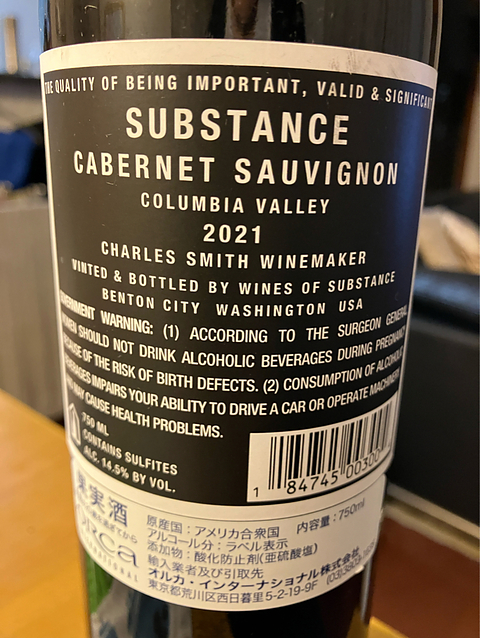 THE QUALITY OF BEING IMPORTANT, VALID & SIGNIFICANT
SUBSTANCE
CABERNET SAUVIGNON
COLUMBIA VALLEY
2021
CHARLES SMITH WINEMAKER
VINTED & BOTTLED BY WINES OF SUBSTANCE
BENTON CITY WASHINGTON USA
WARNING: (1) ACCORDING TO THE SURGEON GENERAL
SHOULD NOT DRINK ALCOHOLIC BEVERAGES DURING PREGNANCY
OF THE RISK OF BIRTH DEFECTS. (2) CONSUMPTION OF ALCOHOLIC
IMPAIRS YOUR ABILITY TO DRIVE A CAR OR OPERATE MACHINERY
MAY CAUSE HEALTH PROBLEMS.
750 ML
CONTAINS SULFITES
ALC. 14.5% BY VOL.
1 84745 00300
果実酒
orca
原産国：アメリカ合衆国 内容量：750ml
アルコール分：ラベル表示
添加物：酸化防止剤(亜硫酸塩)
輸入業者及び引取先
オルカ・インターナショナル株式会社
東京都荒川区西日暮里5-2-19-9F